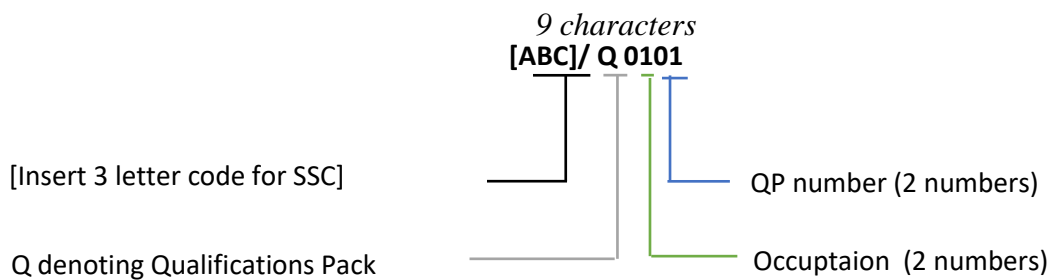 9 characters
[ABC]/ Q 0101
[Insert 3 letter code for SSC]
QP number (2 numbers)
Q denoting Qualifications Pack
Occuptaion (2 numbers)